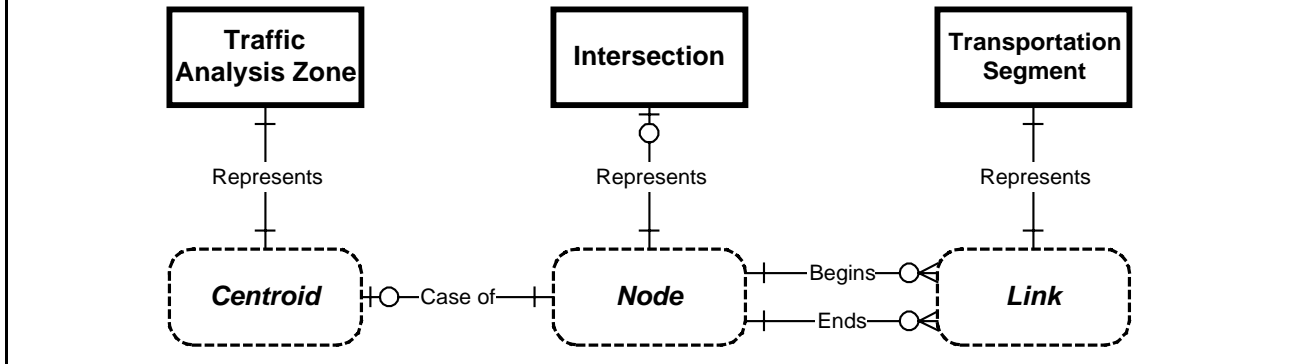 Traffic
Analysis Zone
Intersection
Transportation
Segment
Represents
Represents
Represents
Centroid
Case of
Node
Begins
Ends
Link